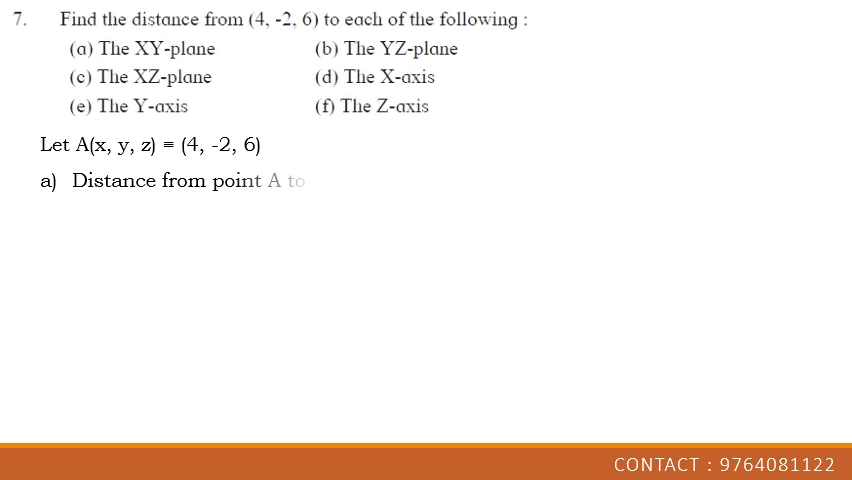 7. Find the distance from (4, -2, 6) to each of the following :
(a) The XY-plane (b) The YZ-plane
(c) The XZ-plane (d) The X-axis
(e) The Y-axis (f) The Z-axis
Let A(x, y, z) ≡ (4, -2, 6)
a) Distance from point A to
CONTACT : 9764081122